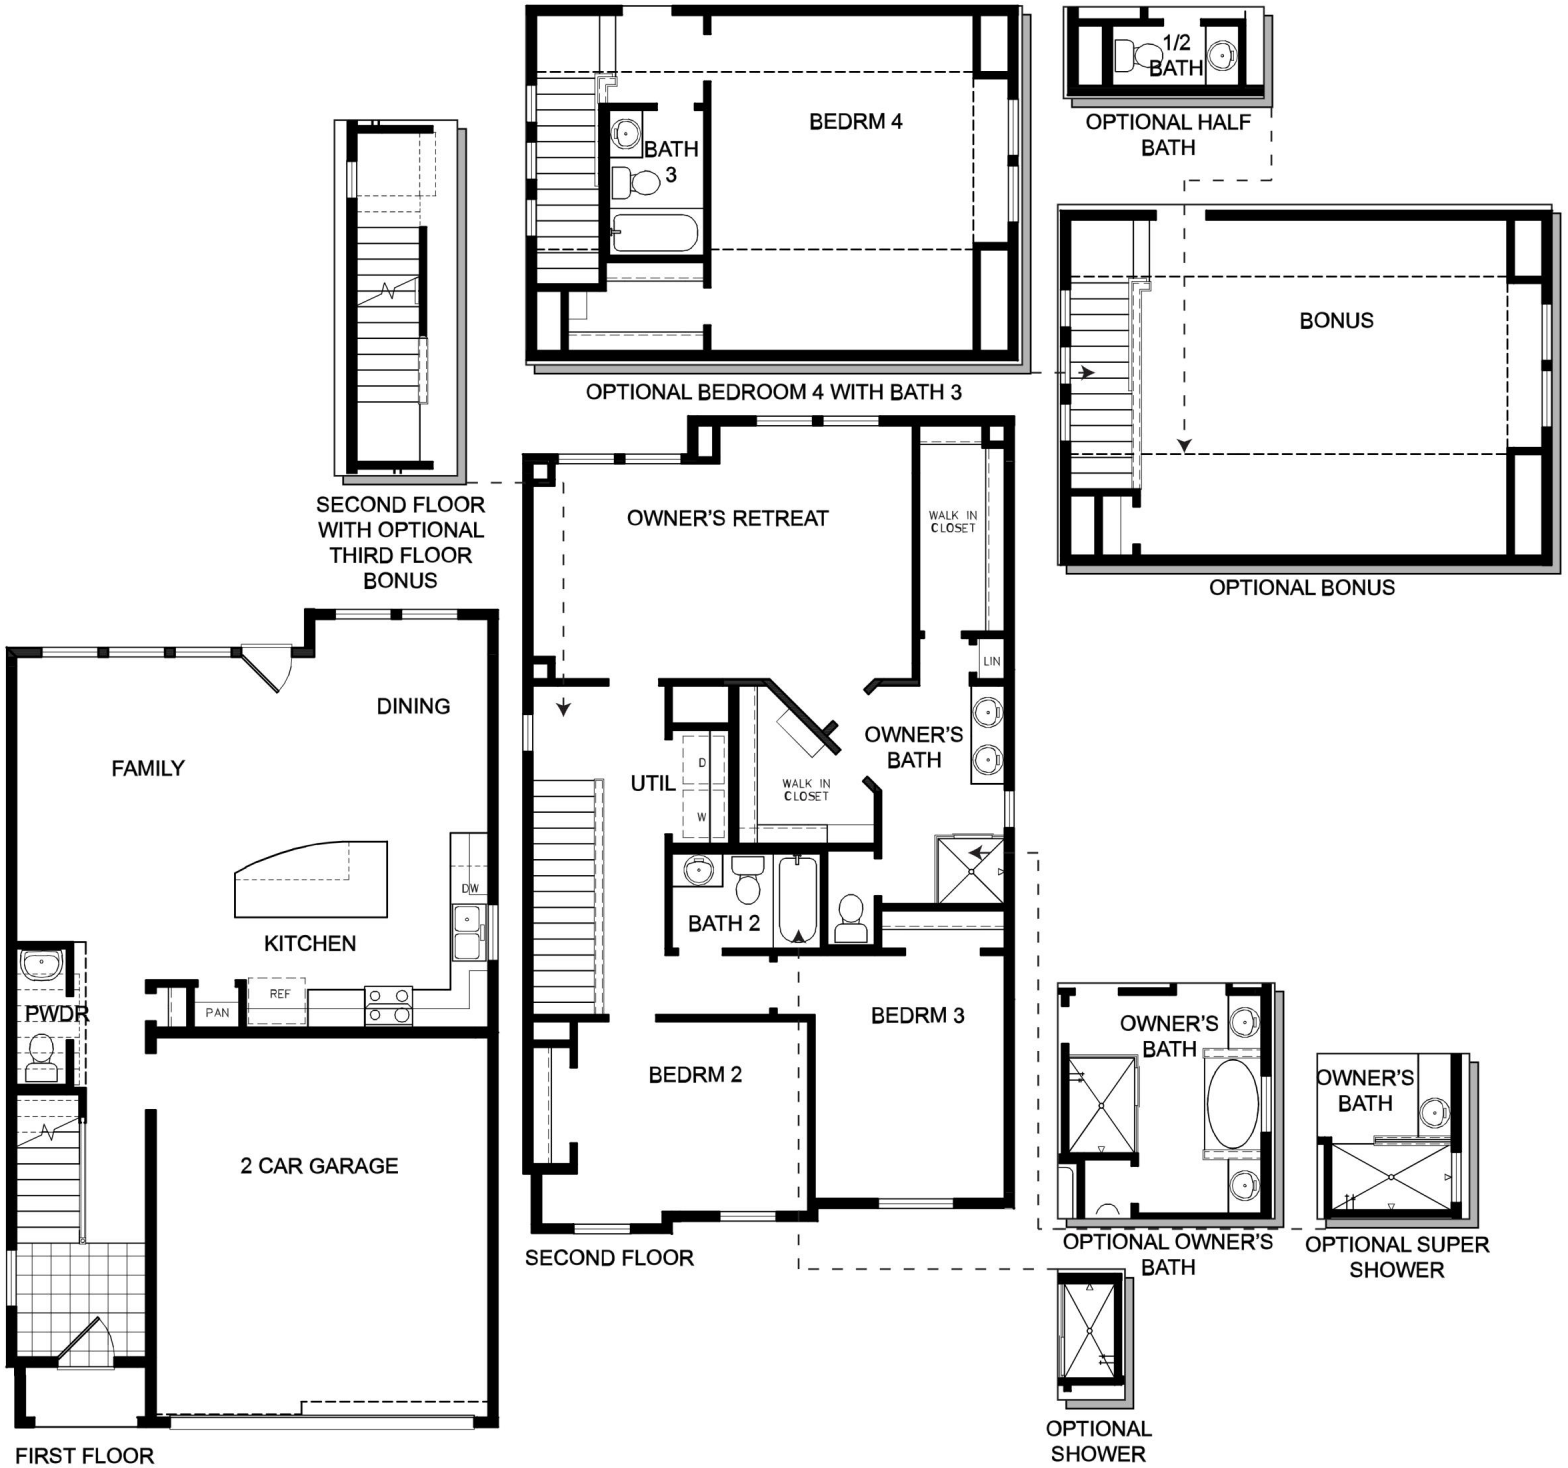 1/2
BATH
OPTIONAL HALF
BATH
BEDRM 4
BATH
3
OPTIONAL BEDROOM 4 WITH BATH 3
BONUS
OPTIONAL BONUS
SECOND FLOOR
WITH OPTIONAL
THIRD FLOOR
BONUS
OWNER'S RETREAT
WALK IN
CLOSET
LIN
OWNER'S
BATH
UTIL
D
W
WALK IN
CLOSET
BATH 2
BEDRM 3
BEDRM 2
SECOND FLOOR
DINING
FAMILY
DW
KITCHEN
REF
PAN
PWDR
2 CAR GARAGE
FIRST FLOOR
OWNER'S
BATH
OPTIONAL OWNER'S
BATH
OWNER'S
BATH
OPTIONAL SUPER
SHOWER
OPTIONAL
SHOWER